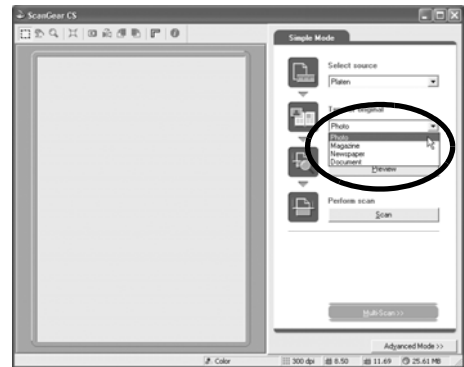 ScanGear CS
Simple Mode
Select source
Platen
Photo
Photo
Magazine
Newspaper
Document
Preview
Perform scan
Scan
Multi-Scan >>
Advanced Mode >>
Color
300 dpi
8.50
11.69
25.61 MB